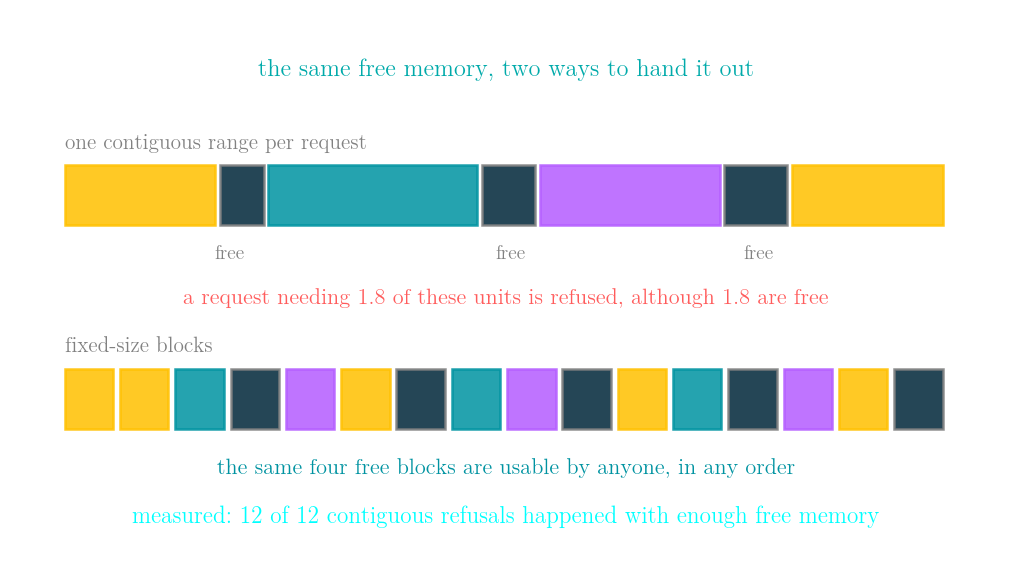 the same free memory, two ways to hand it out
one contiguous range per request
free
free
free
a request needing 1.8 of these units is refused, although 1.8 are free
fixed-size blocks
the same four free blocks are usable by anyone, in any order
measured: 12 of 12 contiguous refusals happened with enough free memory